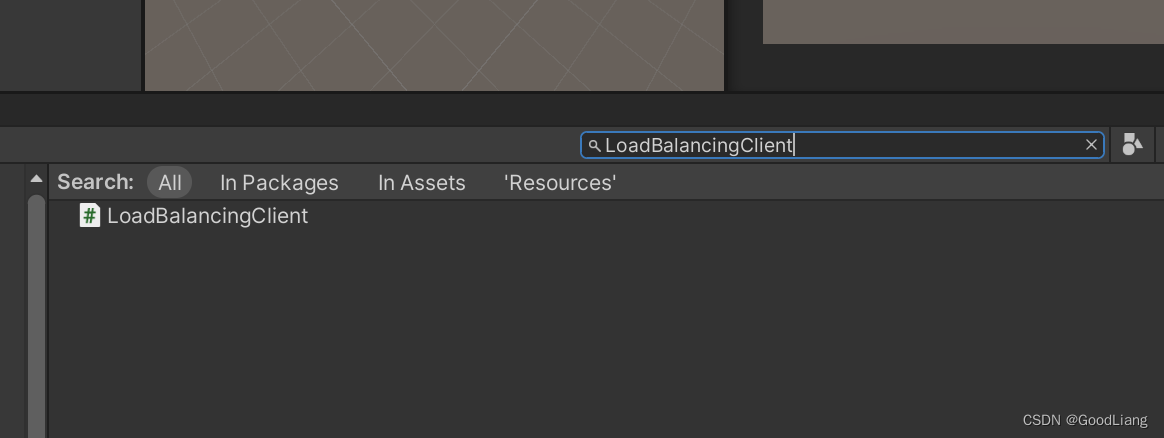 LoadBalancingClient
Search: All In Packages In Assets 'Resources'
# LoadBalancingClient
CSDN @GoodLiang